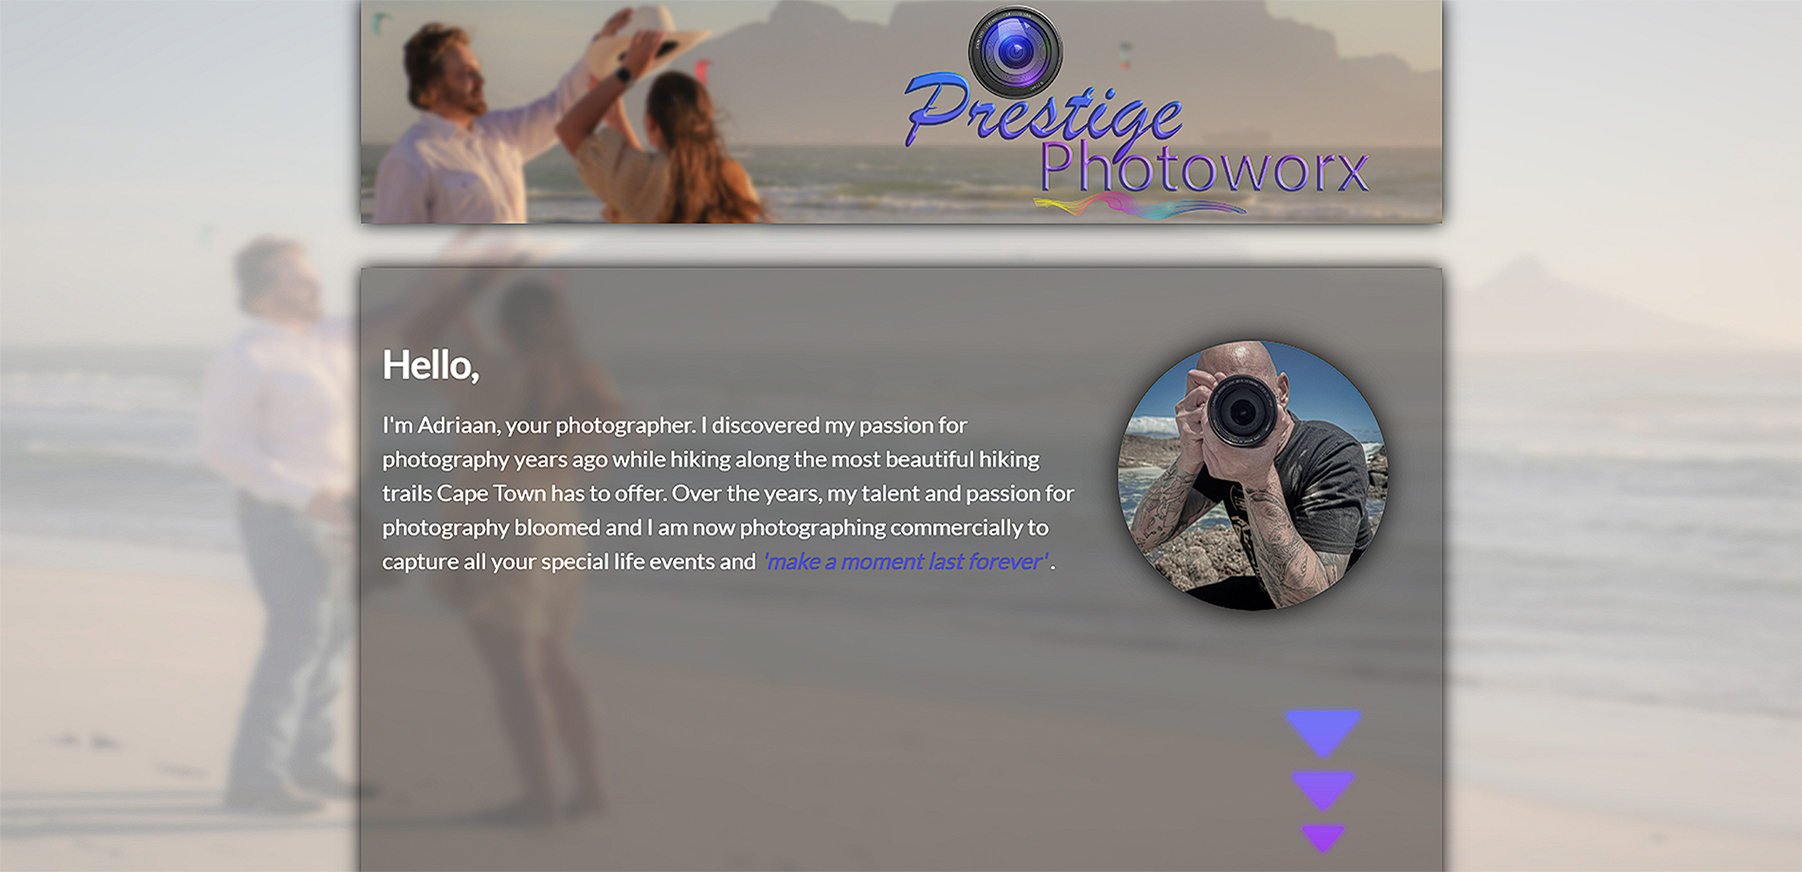 Prestige
Photoworx
Hello,
I'm Adriaan, your photographer. I discovered my passion for
photography years ago while hiking along the most beautiful hiking
trails Cape Town has to offer. Over the years, my talent and passion for
photography bloomed and I am now photographing commercially to
capture all your special life events and 'make a moment last forever' .